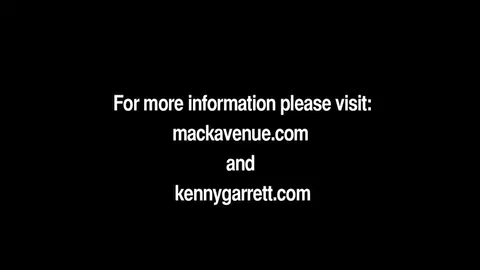 For more information please visit:
mackavenue.com
and
kennygarrett.com